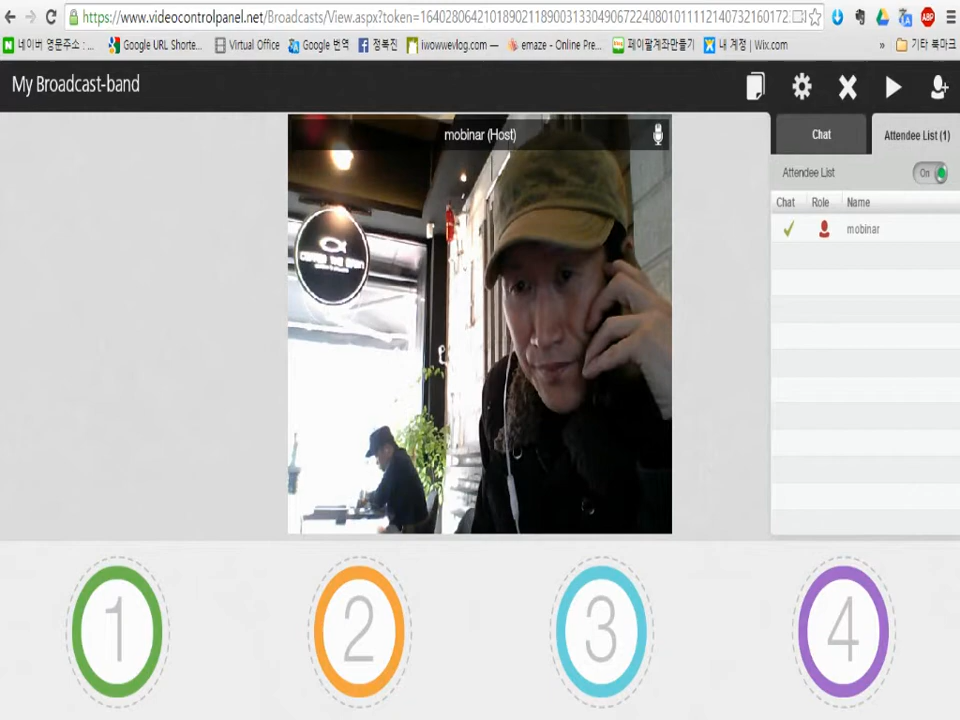 https://www.videocontrolpanel.net/Broadcasts/View.aspx?token=16402806421018902118900313304906722408010111121407321601 72...
네이버 영문주소 : ...
Google URL Shorte...
Virtual Office
Google 번역
정복진
iwowwevlog.com — ...
emaze - Online Pre...
페이팔계좌만들기
내 계정 | Wix.com
»
기타 북마크
ABP
My Broadcast-band
mobinar (Host)
Chat
Attendee List (1)
Attendee List
On
Chat Role Name
mobinar
1 2 3 4